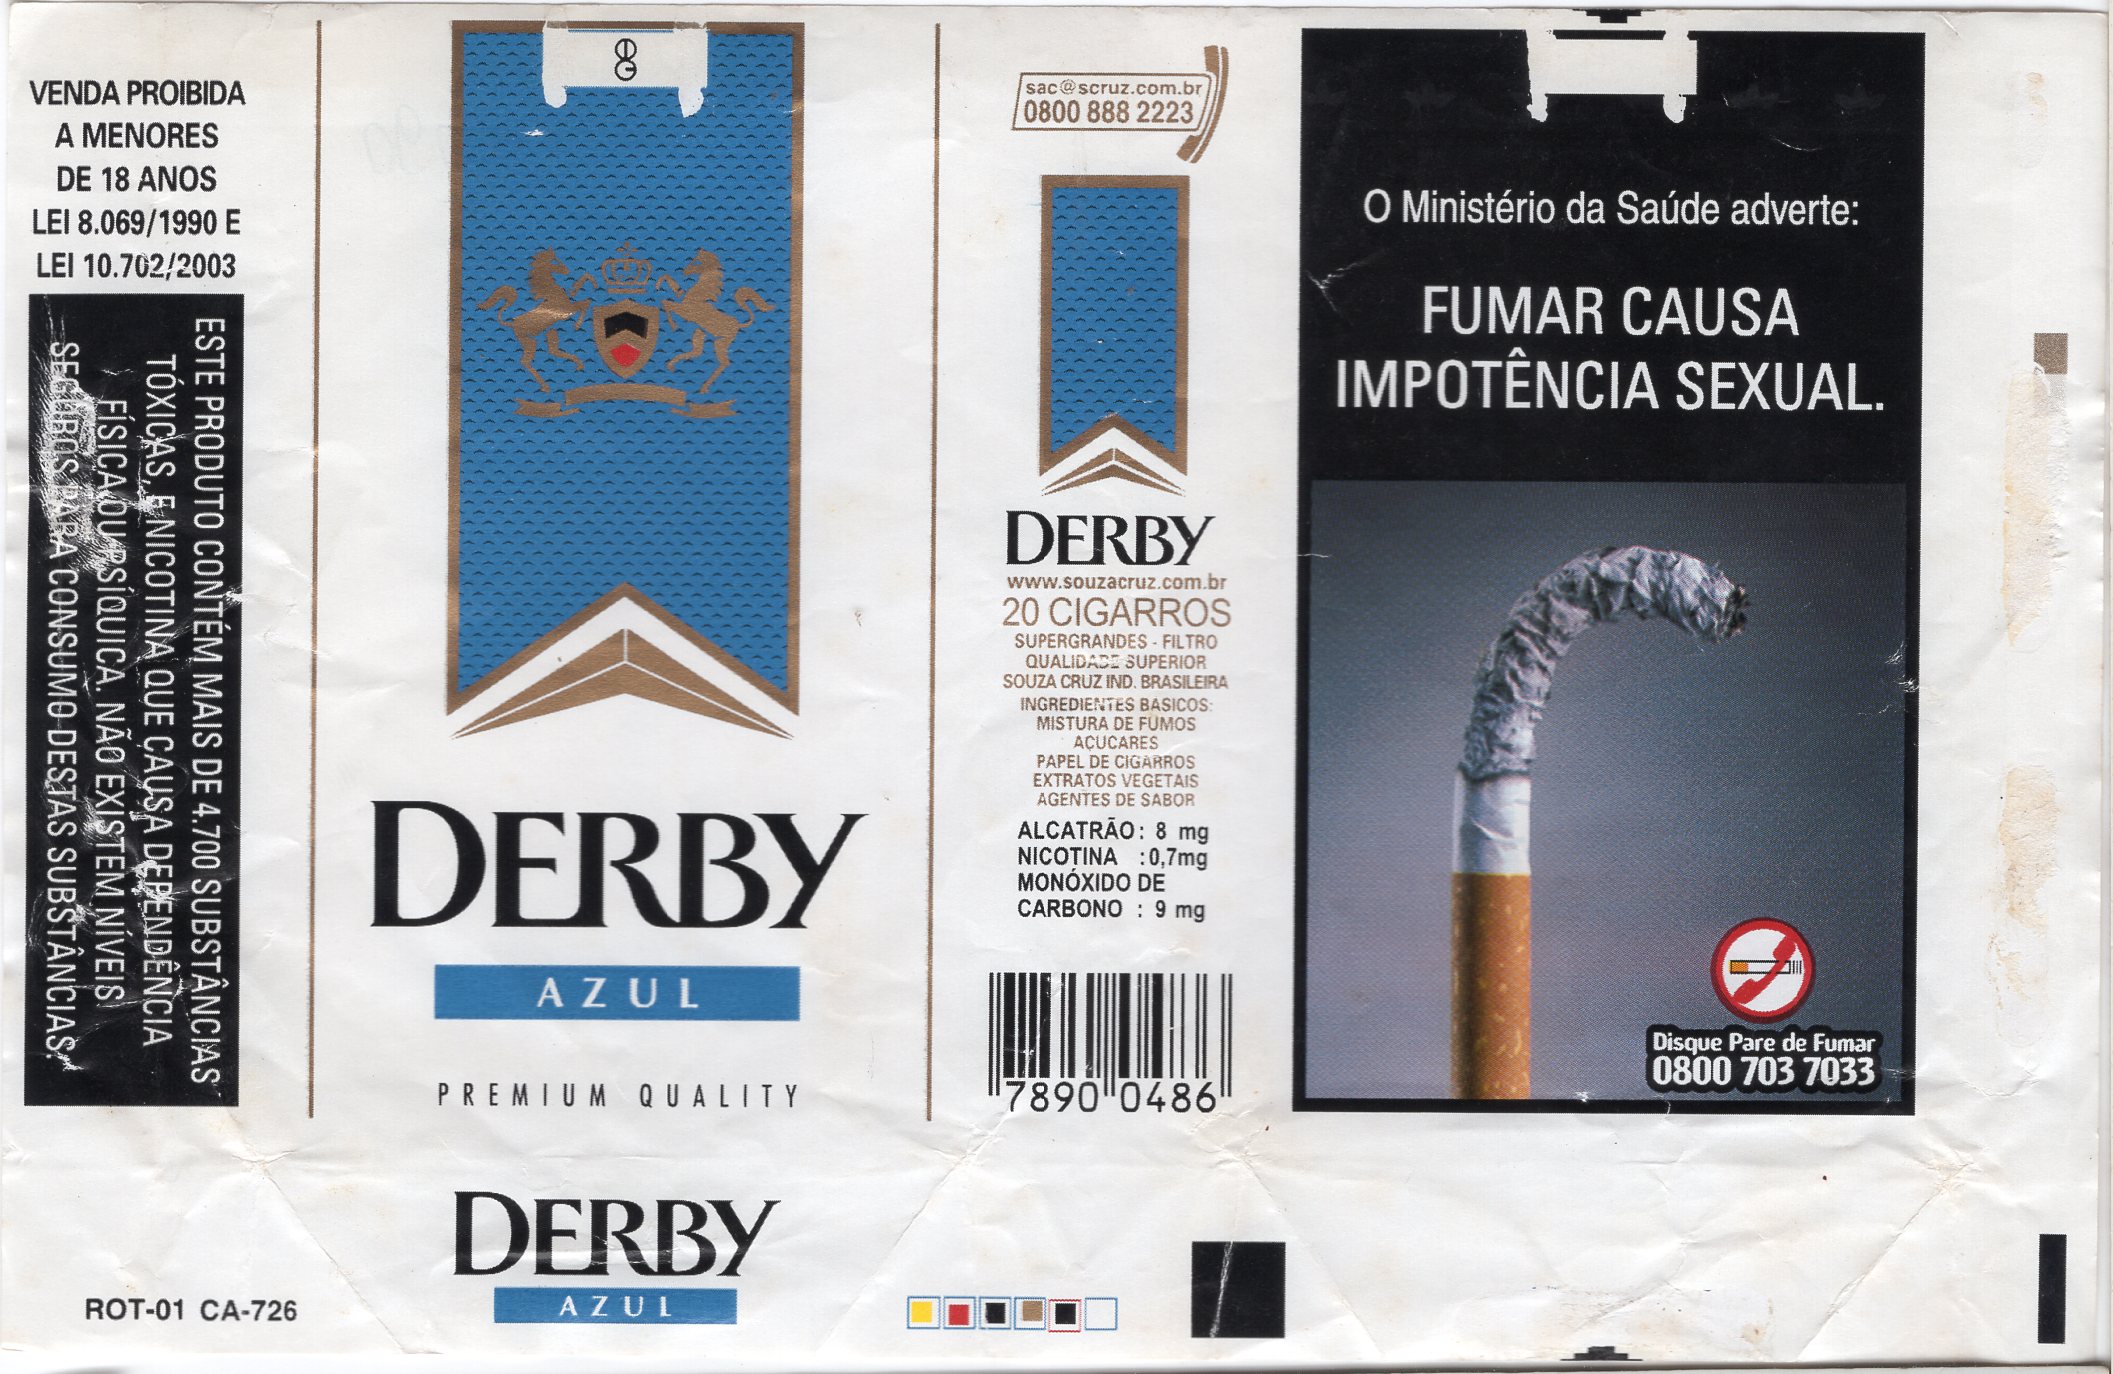 VENDA PROIBIDA
A MENORES
DE 18 ANOS
LEI 8.069/1990 E
LEI 10.702/2003
ESTE PRODUTO CONTÉM MAIS DE 4.700 SUBSTÂNCIAS
TÓXICAS, E NICOTINA QUE CAUSA DEPENDÊNCIA
FÍSICA OU PSÍQUICA. NÃO EXISTEM NÍVEIS
SEGUROS PARA CONSUMO DESTAS SUBSTÂNCIAS.
ROT-01 CA-726
DERBY
AZUL
PREMIUM QUALITY
DERBY
AZUL
sac@scruz.com.br
0800 888 2223
DERBY
www.souzacruz.com.br
20 CIGARROS
SUPERGRANDES - FILTRO
QUALIDADE SUPERIOR
SOUZA CRUZ IND. BRASILEIRA
INGREDIENTES BASICOS:
MISTURA DE FUMOS
AÇUCARES
PAPEL DE CIGARROS
EXTRATOS VEGETAIS
AGENTES DE SABOR
ALCATRÃO: 8 mg
NICOTINA : 0,7mg
MONÓXIDO DE
CARBONO : 9 mg
7890 0486
O Ministério da Saúde adverte:
FUMAR CAUSA
IMPOTÊNCIA SEXUAL.
Disque Pare de Fumar
0800 703 7033